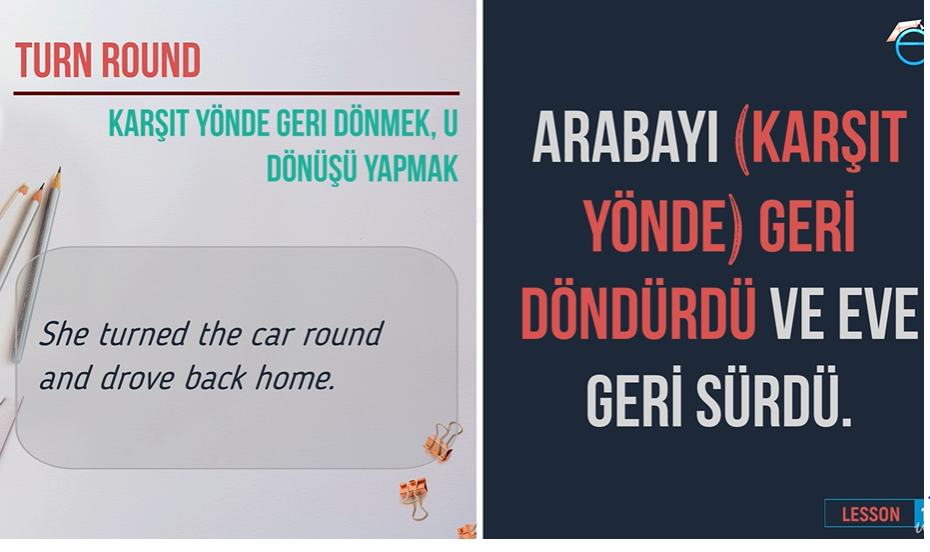 TURN ROUND
KARŞIT YÖNDE GERI DÖNMEK, U
DÖNÜŞÜ YAPMAK
She turned the car round
and drove back home.
ARABAYI (KARŞIT
YÖNDE) GERİ
DÖNDÜRDÜ VE EVE
GERİ SÜRDÜ.
LESSON